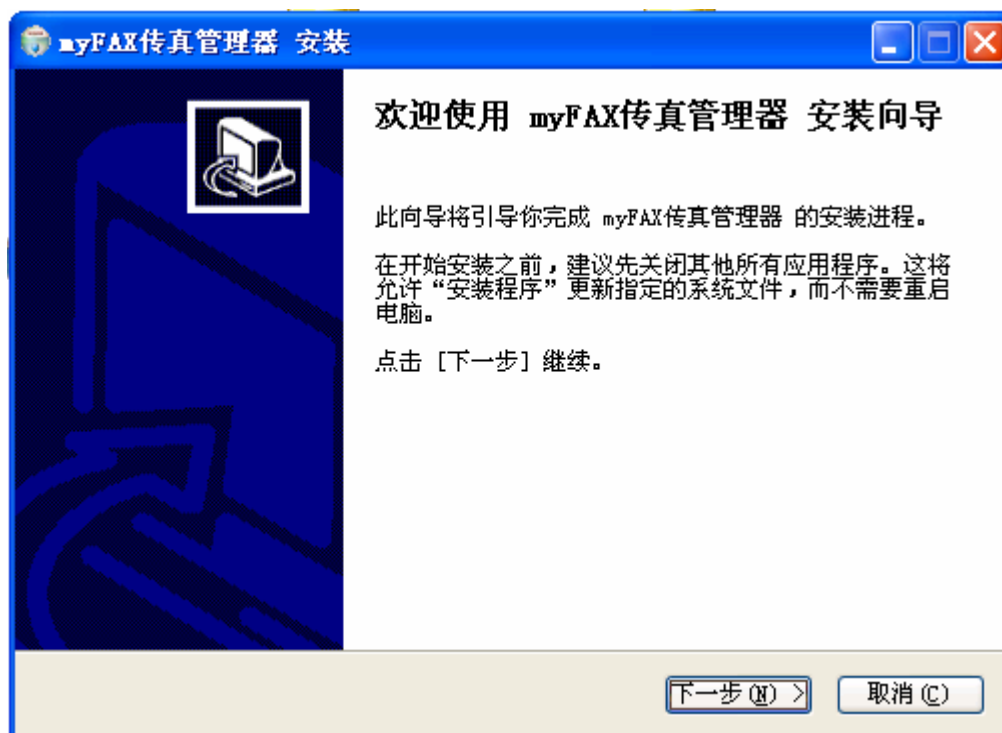 myFAX传真管理器 安装
欢迎使用 myFAX传真管理器 安装向导
此向导将引导你完成 myFAX传真管理器 的安装进程。
在开始安装之前，建议先关闭其他所有应用程序。这将
允许“安装程序”更新指定的系统文件，而不需要重启
电脑。
点击 [下一步] 继续。
下一步(N) > 取消(C)